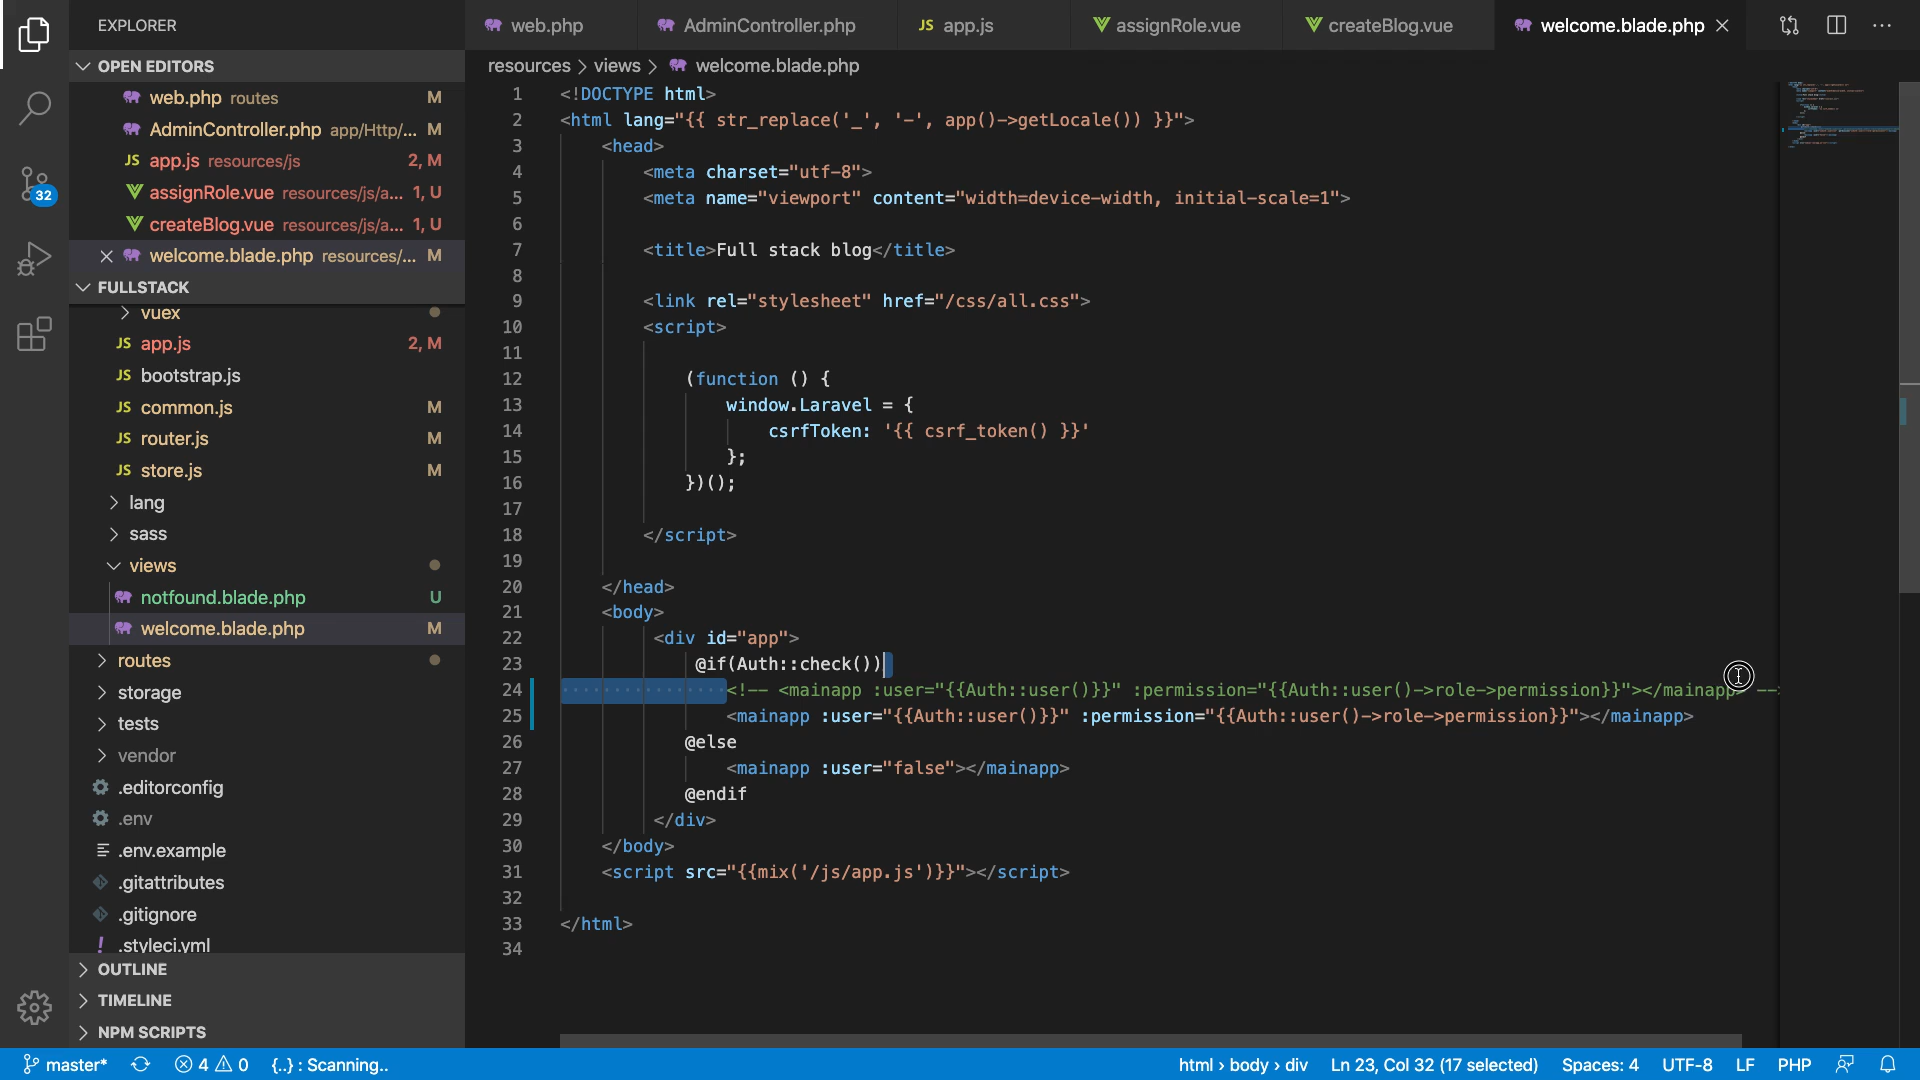 EXPLORER
OPEN EDITORS
web.php routes M
AdminController.php app/Http/... M
JS app.js resources/js 2, M
assignRole.vue resources/js/a... 1, U
createBlog.vue resources/js/a... 1, U
welcome.blade.php resources/... M
FULLSTACK
vuex
JS app.js 2, M
JS bootstrap.js
JS common.js M
JS router.js M
JS store.js M
lang
sass
views
notfound.blade.php U
welcome.blade.php M
routes
storage
tests
vendor
.editorconfig
.env
.env.example
.gitattributes
.gitignore
! .styleci.yml
OUTLINE
TIMELINE
NPM SCRIPTS
32
web.php
AdminController.php
JS app.js
assignRole.vue
createBlog.vue
welcome.blade.php
resources > views > welcome.blade.php
1 <!DOCTYPE html>
2 <html lang="{{ str_replace('_', '-', app()->getLocale()) }}">
3 <head>
4 <meta charset="utf-8">
5 <meta name="viewport" content="width=device-width, initial-scale=1">
6
7 <title>Full stack blog</title>
8
9 <link rel="stylesheet" href="/css/all.css">
10 <script>
11
12 (function () {
13 window.Laravel = {
14 csrfToken: '{{ csrf_token() }}'
15 };
16 })();
17
18 </script>
19
20 </head>
21 <body>
22 <div id="app">
23 @if(Auth::check())
24 <!-- <mainapp :user="{{Auth::user()}}" :permission="{{Auth::user()->role->permission}}"></mainapp> --
25 <mainapp :user="{{Auth::user()}}" :permission="{{Auth::user()->role->permission}}"></mainapp>
26 @else
27 <mainapp :user="false"></mainapp>
28 @endif
29 </div>
30 </body>
31 <script src="{{mix('/js/app.js')}}"></script>
32
33 </html>
34
master* 4 0 {..} : Scanning.. html › body › div Ln 23, Col 32 (17 selected) Spaces: 4 UTF-8 LF PHP